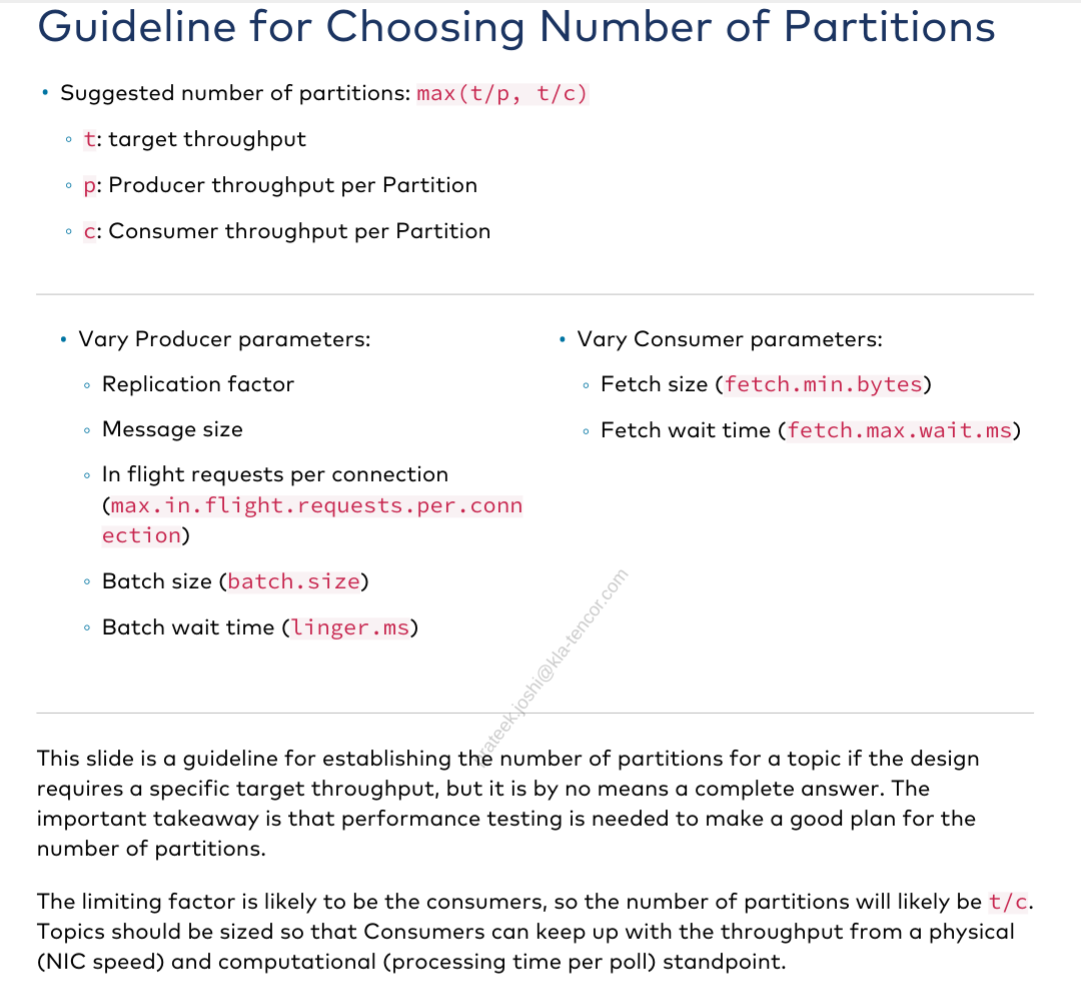 Guideline for Choosing Number of Partitions
• Suggested number of partitions: max(t/p, t/c)
◦ t: target throughput
◦ p: Producer throughput per Partition
◦ c: Consumer throughput per Partition
• Vary Producer parameters:
◦ Replication factor
◦ Message size
◦ In flight requests per connection
(max.in.flight.requests.per.conn
ection)
◦ Batch size (batch.size)
◦ Batch wait time (linger.ms)
• Vary Consumer parameters:
◦ Fetch size (fetch.min.bytes)
◦ Fetch wait time (fetch.max.wait.ms)
rateek.joshi@kla-tencor.com
This slide is a guideline for establishing the number of partitions for a topic if the design
requires a specific target throughput, but it is by no means a complete answer. The
important takeaway is that performance testing is needed to make a good plan for the
number of partitions.
The limiting factor is likely to be the consumers, so the number of partitions will likely be t/c.
Topics should be sized so that Consumers can keep up with the throughput from a physical
(NIC speed) and computational (processing time per poll) standpoint.